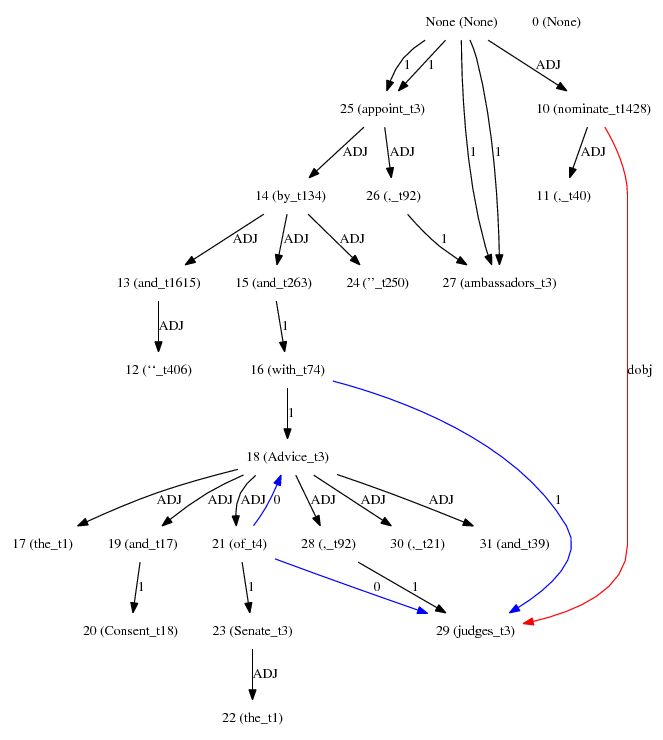 None (None) 0 (None)
1 1 ADJ
25 (appoint_t3) 10 (nominate_t1428)
ADJ ADJ 1 1 ADJ
14 (by_t134) 26 (,_t92) 11 (,_t40)
ADJ ADJ ADJ 1
13 (and_t1615) 15 (and_t263) 24 (’’_t250) 27 (ambassadors_t3)
ADJ 1
12 (‘‘_t406) 16 (with_t74) dobj
1
18 (Advice_t3)
ADJ ADJ ADJ 0 ADJ ADJ ADJ 1
17 (the_t1) 19 (and_t17) 21 (of_t4) 28 (,_t92) 30 (,_t21) 31 (and_t39)
1 1 0 1
20 (Consent_t18) 23 (Senate_t3) 29 (judges_t3)
ADJ
22 (the_t1)